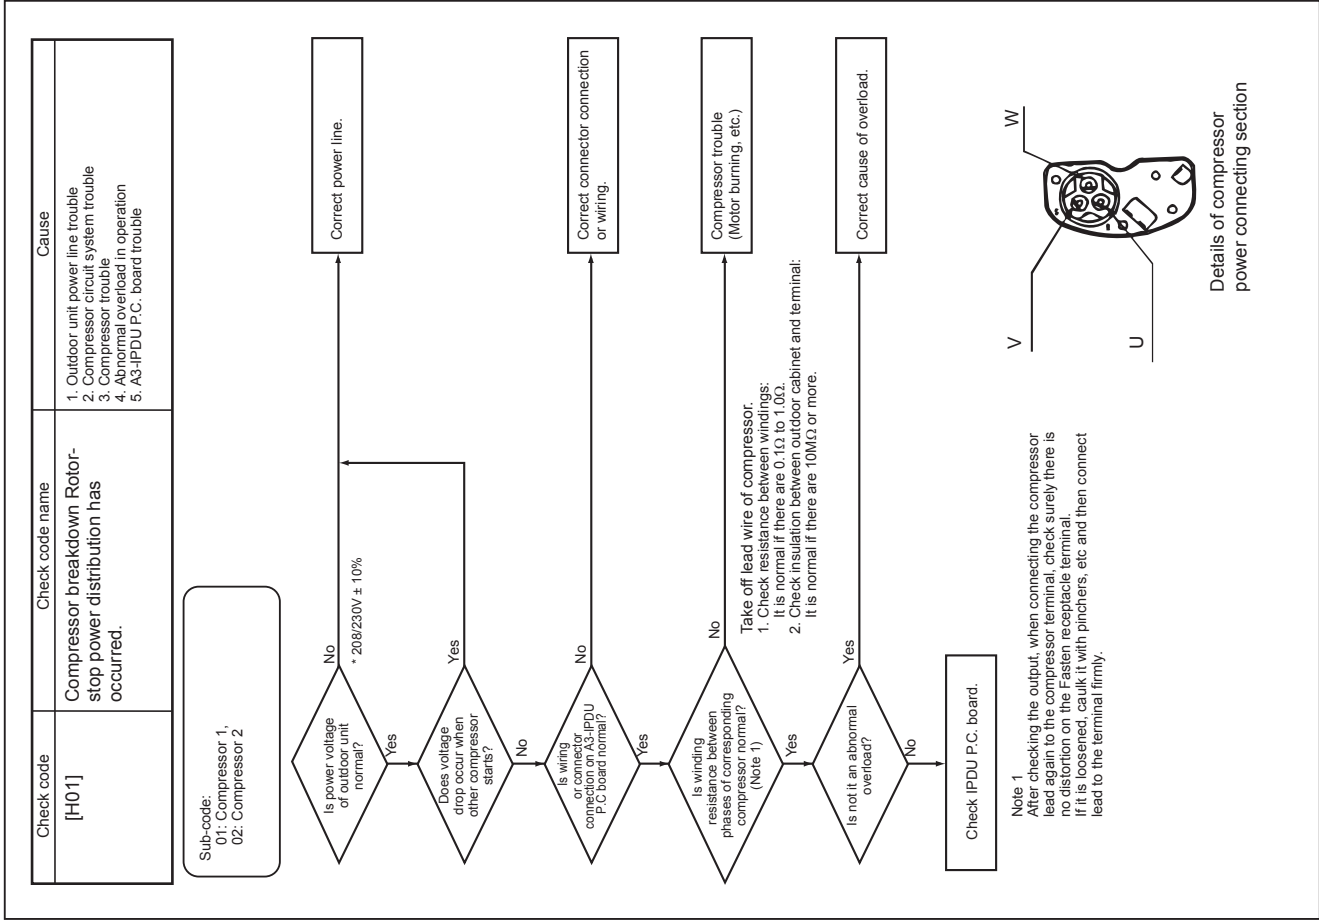 Check code
Check code name
Cause
[H01]
Compressor breakdown Rotor-
stop power distribution has
occurred.
1. Outdoor unit power line trouble
2. Compressor circuit system trouble
3. Compressor trouble
4. Abnormal overload in operation
5. A3-IPDU P.C. board trouble
Sub-code:
01: Compressor 1,
02: Compressor 2
Is power voltage
of outdoor unit
normal?
No
* 208/230V ± 10%
Correct power line.
Yes
Does voltage
drop occur when
other compressor
starts?
Yes
No
Is wiring
or connector
connection on A3-IPDU
P.C board normal?
No
Correct connector connection
or wiring.
Yes
Is winding
resistance between
phases of corresponding
compressor normal?
(Note 1)
No
Compressor trouble
(Motor burning, etc.)
Take off lead wire of compressor.
1. Check resistance between windings:
It is normal if there are 0.1Ω to 1.0Ω.
2. Check insulation between outdoor cabinet and terminal:
It is normal if there are 10MΩ or more.
Yes
Is not it an abnormal
overload?
Yes
Correct cause of overload.
No
Check IPDU P.C. board.
Note 1
After checking the output, when connecting the compressor
lead again to the compressor terminal, check surely there is
no distortion on the Fasten receptacle terminal.
If it is loosened, caulk it with pinchers, etc and then connect
lead to the terminal firmly.
V
W
U
Details of compressor
power connecting section